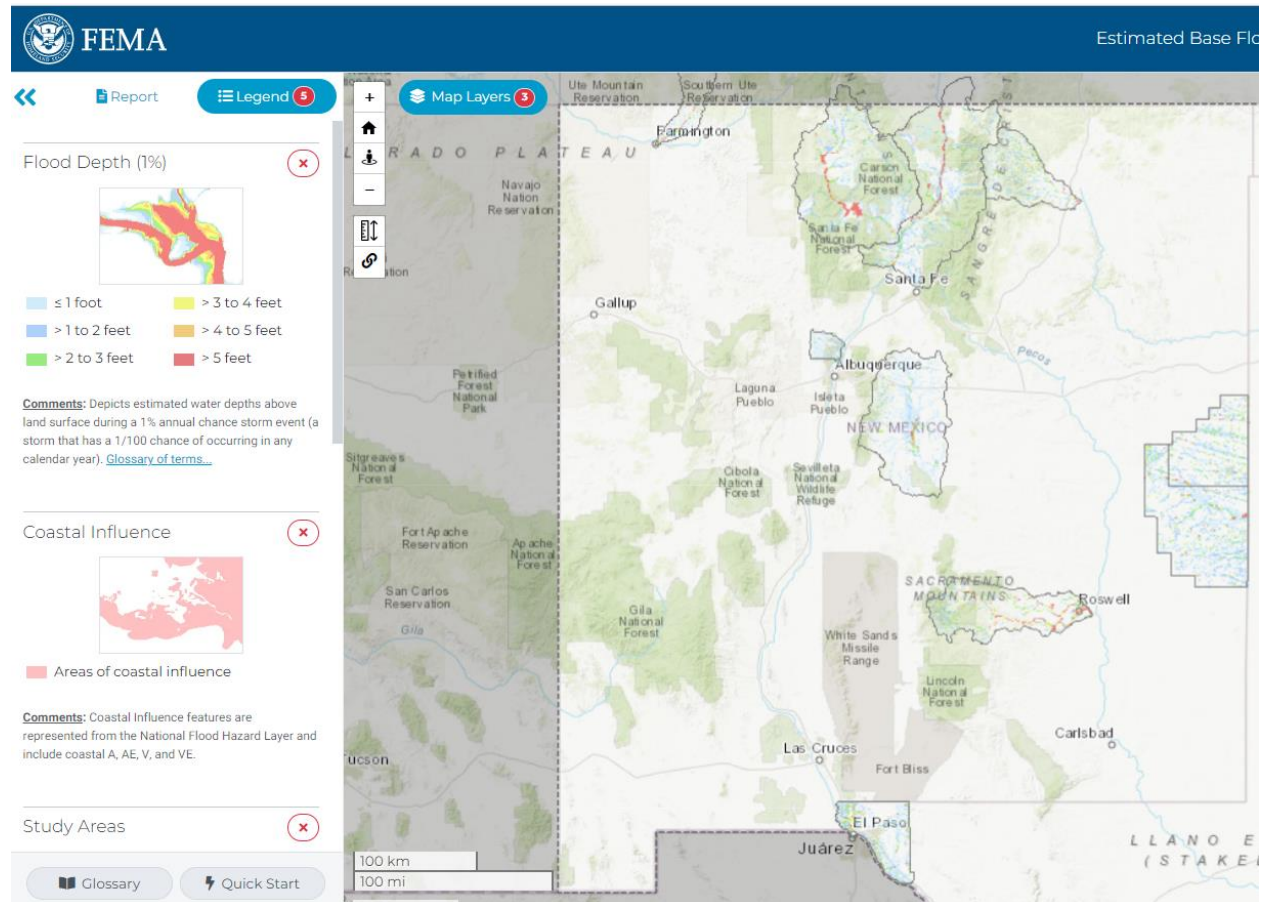 FEMA
Estimated Base Flo
Report
Legend 5
Flood Depth (1%)
≤ 1 foot
> 3 to 4 feet
> 1 to 2 feet
> 4 to 5 feet
> 2 to 3 feet
> 5 feet
Comments: Depicts estimated water depths above
land surface during a 1% annual chance storm event (a
storm that has a 1/100 chance of occurring in any
calendar year). Glossary of terms...
Coastal Influence
Areas of coastal influence
Comments: Coastal Influence features are
represented from the National Flood Hazard Layer and
include coastal A, AE, V, and VE.
Study Areas
Glossary
Quick Start
+
−
Map Layers 3
Ute Mountain
Reservation
Southern Ute
Reservation
Farmington
RADO PLATEAU
Navajo
Nation
Reservation
Carson
National
Forest
Santa Fe
National
Forest
SANGRE DE CRIST
Santa Fe
Gallup
Pecos
Albuquerque
Petrified
Forest
National
Park
Laguna
Pueblo
Isleta
Pueblo
NEW MEXICO
Sitgreaves
National
Forest
Cibola
National
Forest
Sevilleta
National
Wildlife
Refuge
Fort Apache
Reservation
Apache
National
Forest
San Carlos
Reservation
Gila
SACRAMENTO
MOUNTAINS
Roswell
Gila
National
Forest
White Sands
Missile
Range
Lincoln
National
Forest
Carlsbad
Tucson
Las Cruces
Fort Bliss
El Paso
Juárez
LLANO E
(STAKE
100 km
100 mi